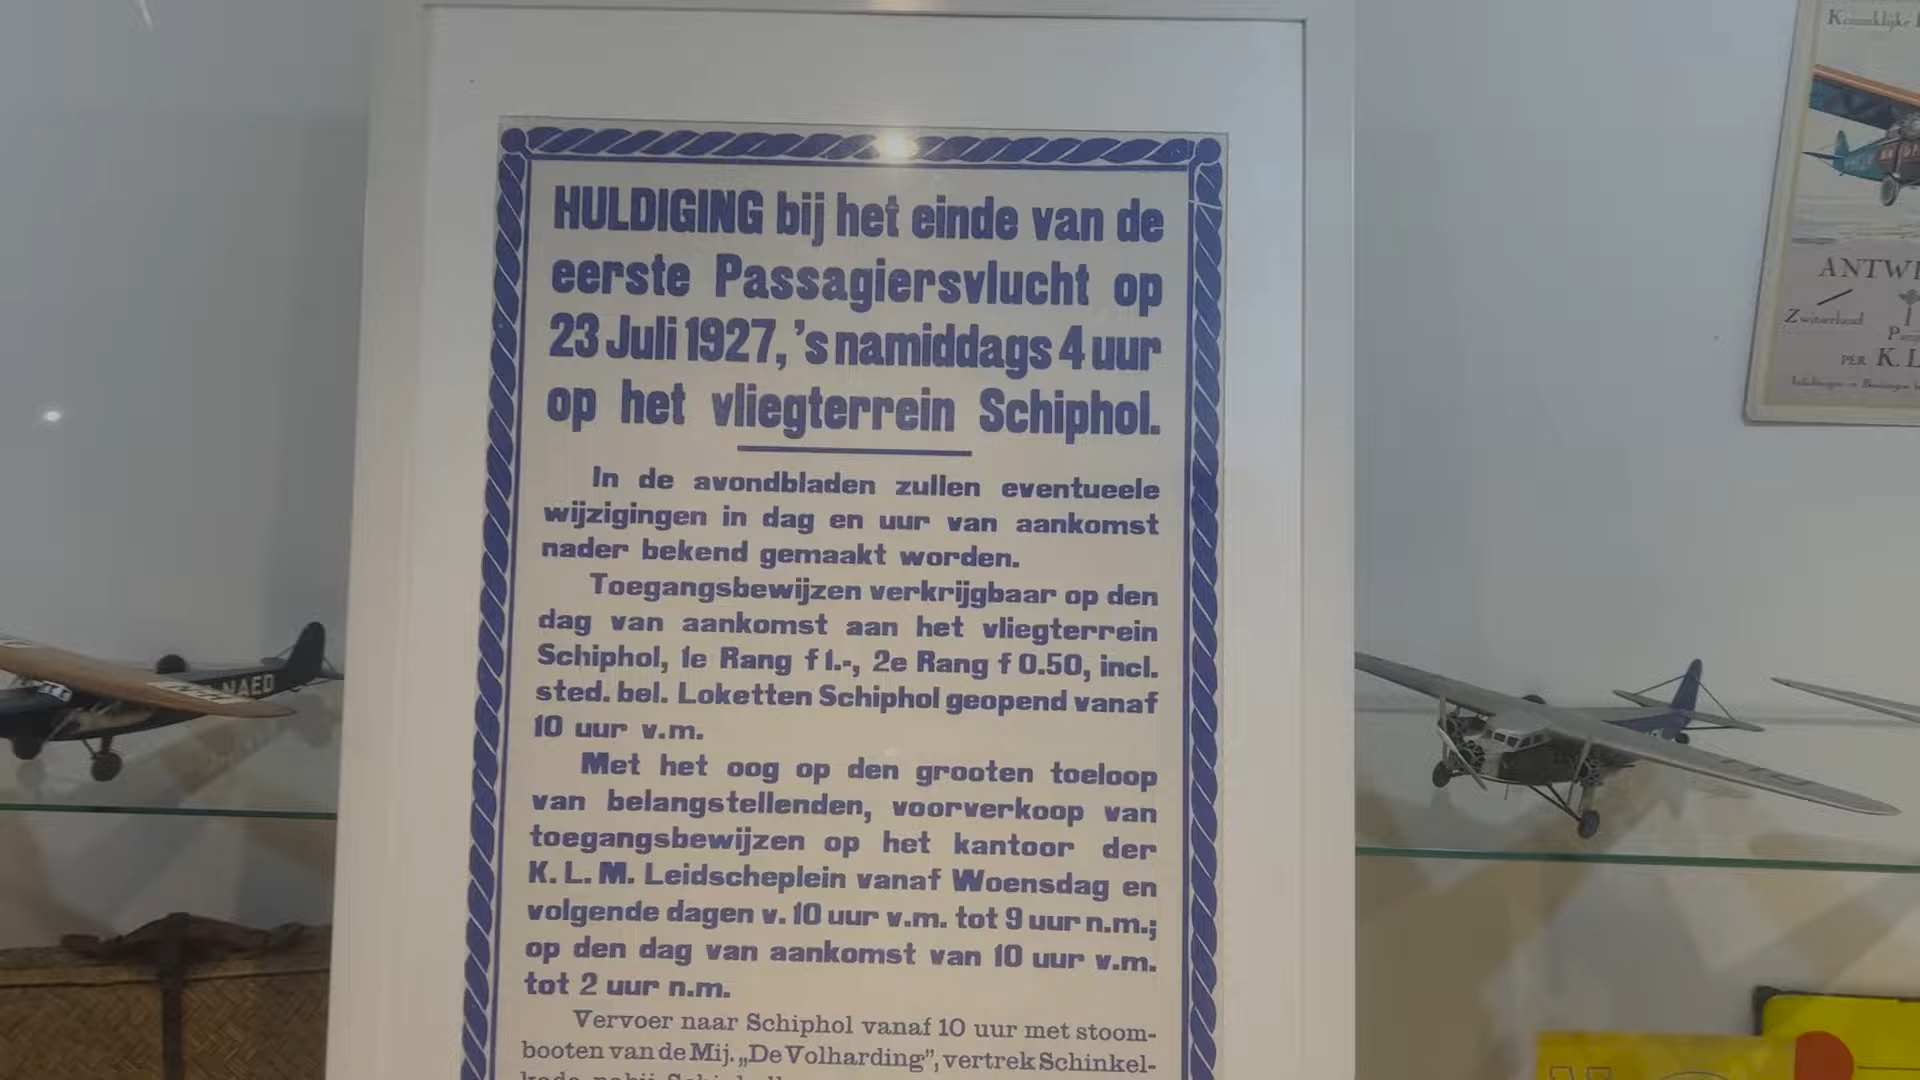 HULDIGING bij het einde van de
eerste Passagiersvlucht op
23 Juli 1927, 's namiddags 4 uur
op het vliegterrein Schiphol.
In de avondbladen zullen eventueele
wijzigingen in dag en uur van aankomst
nader bekend gemaakt worden.
Toegangsbewijzen verkrijgbaar op den
dag van aankomst aan het vliegterrein
Schiphol, 1e Rang f 1.-, 2e Rang f 0.50, incl.
sted. bel. Loketten Schiphol geopend vanaf
10 uur v.m.
Met het oog op den grooten toeloop
van belangstellenden, voorverkoop van
toegangsbewijzen op het kantoor der
K. L. M. Leidscheplein vanaf Woensdag en
volgende dagen v. 10 uur v.m. tot 9 uur n.m.;
op den dag van aankomst van 10 uur v.m.
tot 2 uur n.m.
Vervoer naar Schiphol vanaf 10 uur met stoom-
booten van de Mij. „De Volharding", vertrek Schinkel-
NAED
Koninklijke
ANTW
Zwitserland
PER K. L